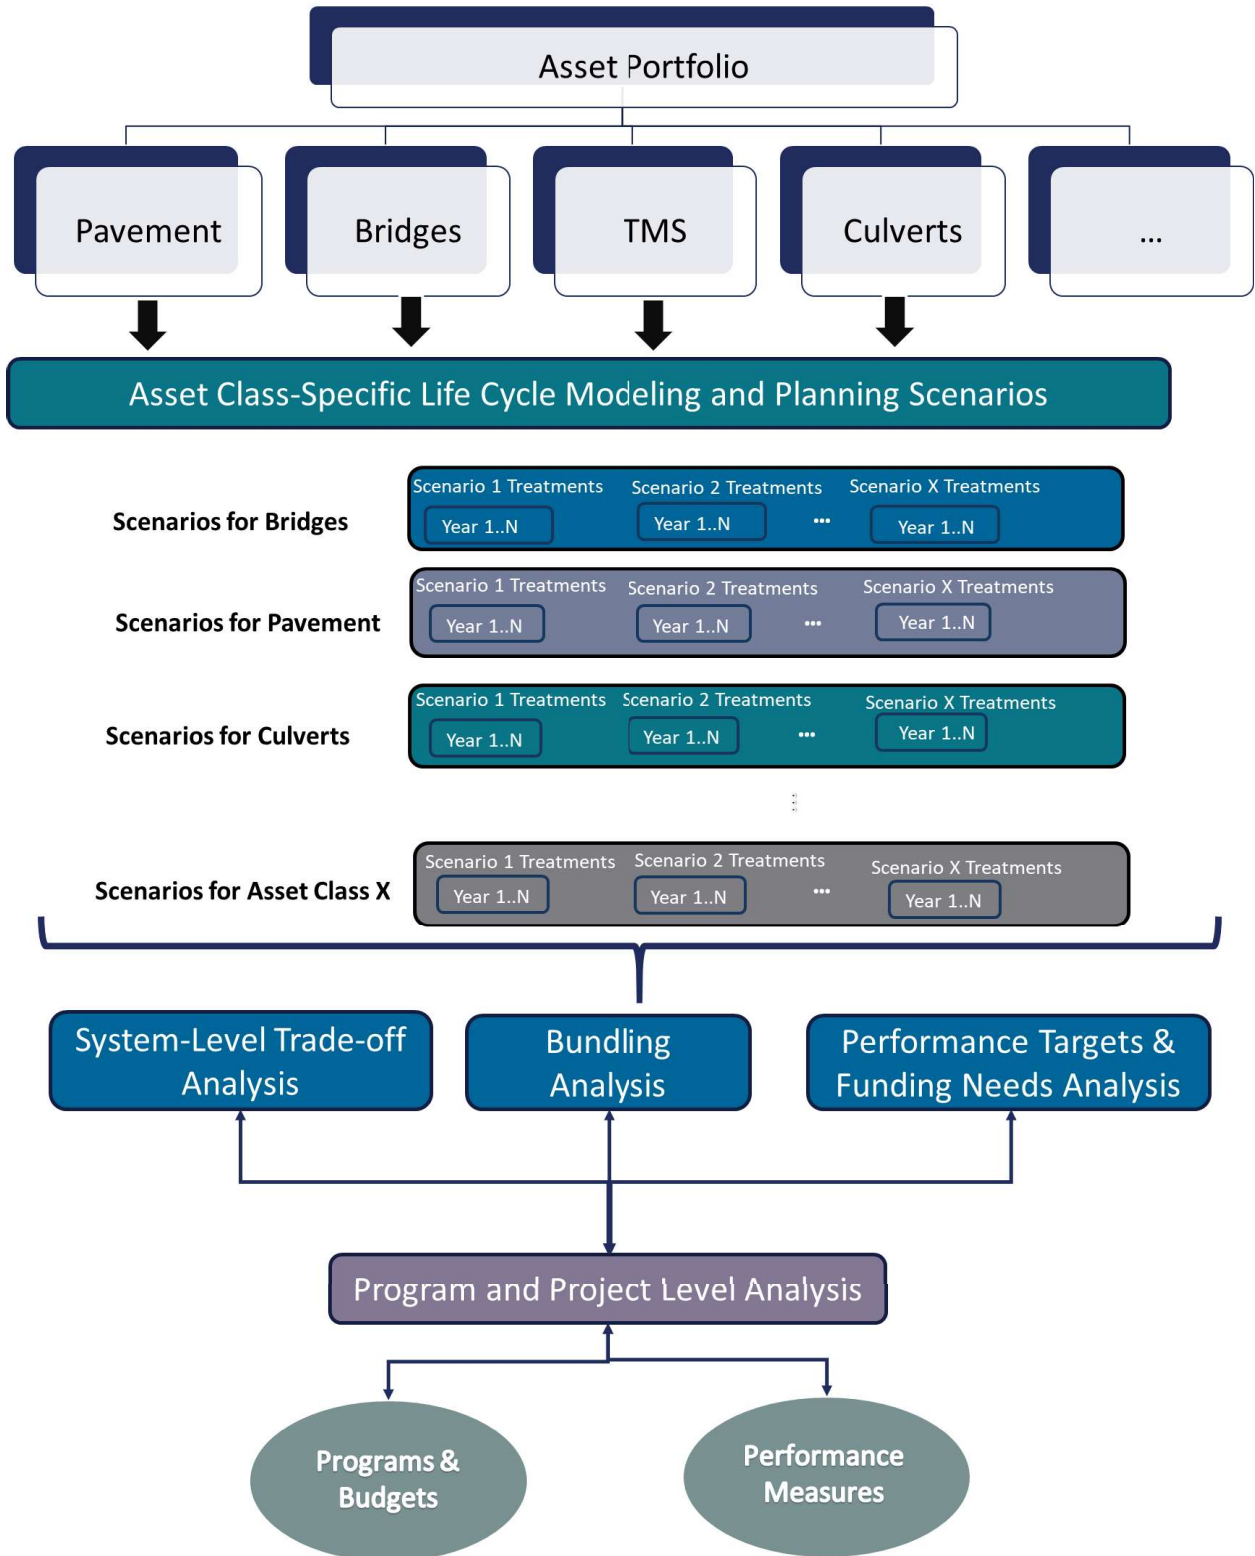 Asset Portfolio
Pavement
Bridges
TMS
Culverts
...
Asset Class-Specific Life Cycle Modeling and Planning Scenarios
Scenarios for Bridges
Scenario 1 Treatments
Year 1..N
Scenario 2 Treatments
Year 1..N
...
Scenario X Treatments
Year 1..N
Scenarios for Pavement
Scenario 1 Treatments
Year 1..N
Scenario 2 Treatments
Year 1..N
...
Scenario X Treatments
Year 1..N
Scenarios for Culverts
Scenario 1 Treatments
Year 1..N
Scenario 2 Treatments
Year 1..N
...
Scenario X Treatments
Year 1..N
...
Scenarios for Asset Class X
Scenario 1 Treatments
Year 1..N
Scenario 2 Treatments
Year 1..N
...
Scenario X Treatments
Year 1..N
System-Level Trade-off
Analysis
Bundling
Analysis
Performance Targets &
Funding Needs Analysis
Program and Project Level Analysis
Programs &
Budgets
Performance
Measures